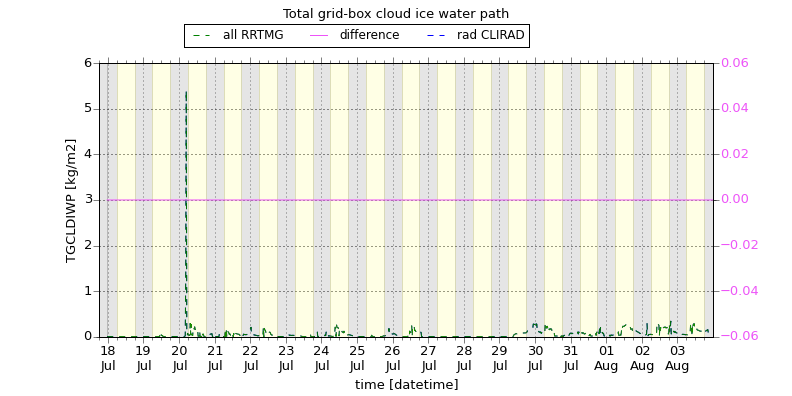 Total grid-box cloud ice water path
all RRTMG difference rad CLIRAD
6
5
4
3
2
1
0
TGCLDIWP [kg/m2]
0.06
0.04
0.02
0.00
−0.02
−0.04
−0.06
18 19 20 21 22 23 24 25 26 27 28 29 30 31 01 02 03
Jul Jul Jul Jul Jul Jul Jul Jul Jul Jul Jul Jul Jul Jul Aug Aug Aug
time [datetime]